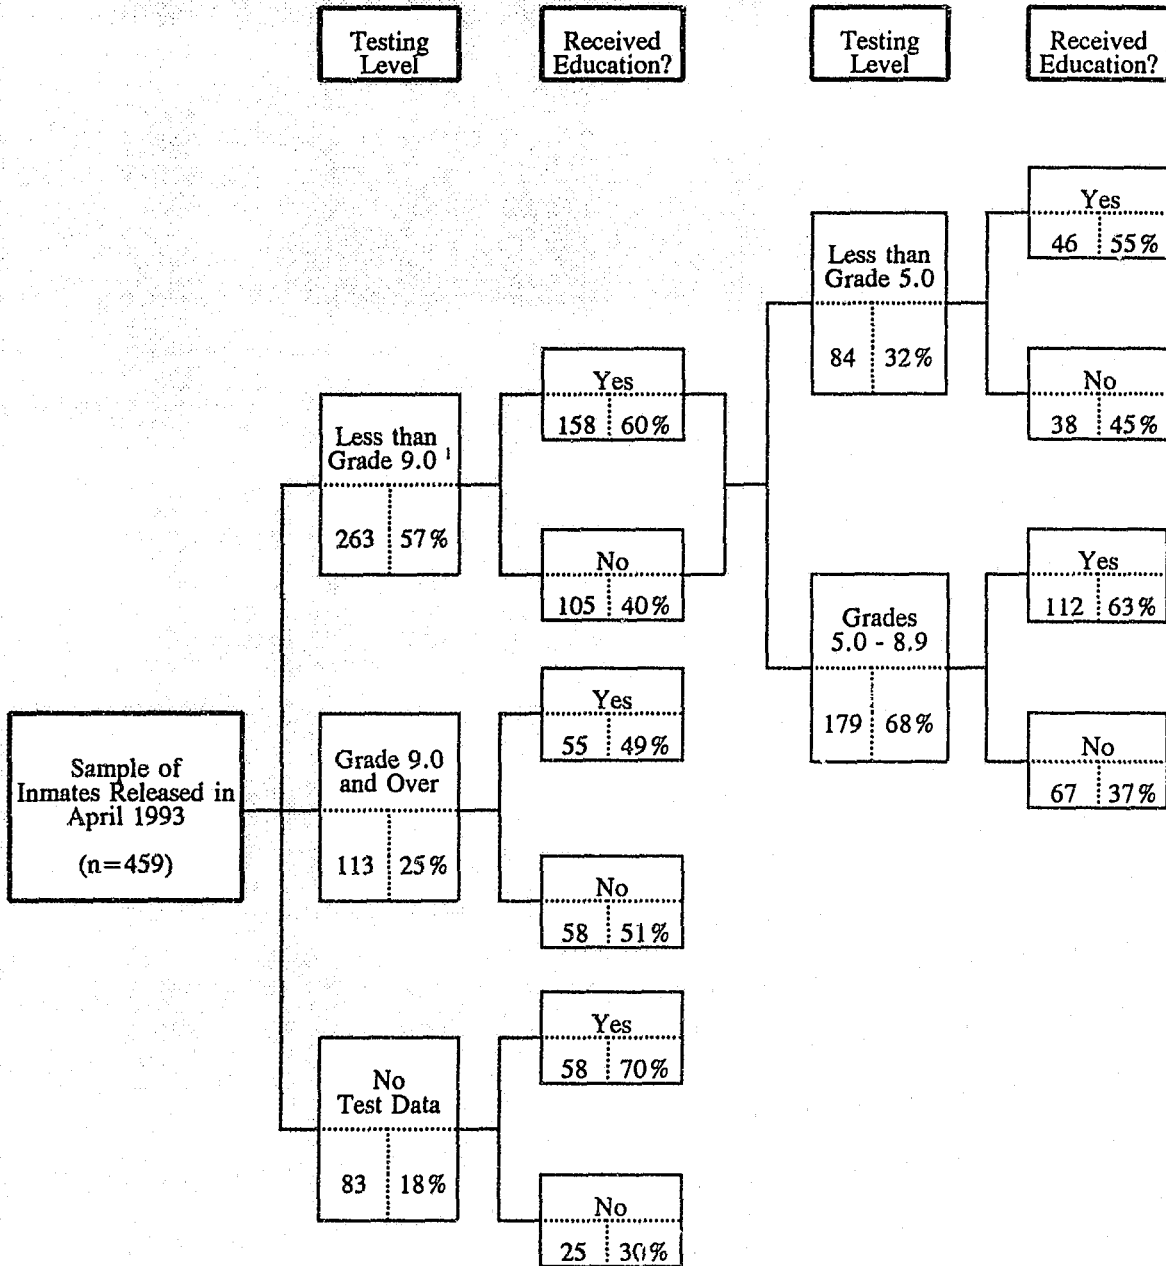 Testing
Level
Received
Education?
Testing
Level
Received
Education?
Sample of
Inmates Released in
April 1993
(n=459)
Less than
Grade 9.0 ¹
263 57%
Yes
158 60%
No
105 40%
Less than
Grade 5.0
84 32%
Yes
46 55%
No
38 45%
Grades
5.0 - 8.9
179 68%
Yes
112 63%
No
67 37%
Grade 9.0
and Over
113 25%
Yes
55 49%
No
58 51%
No
Test Data
83 18%
Yes
58 70%
No
25 30%